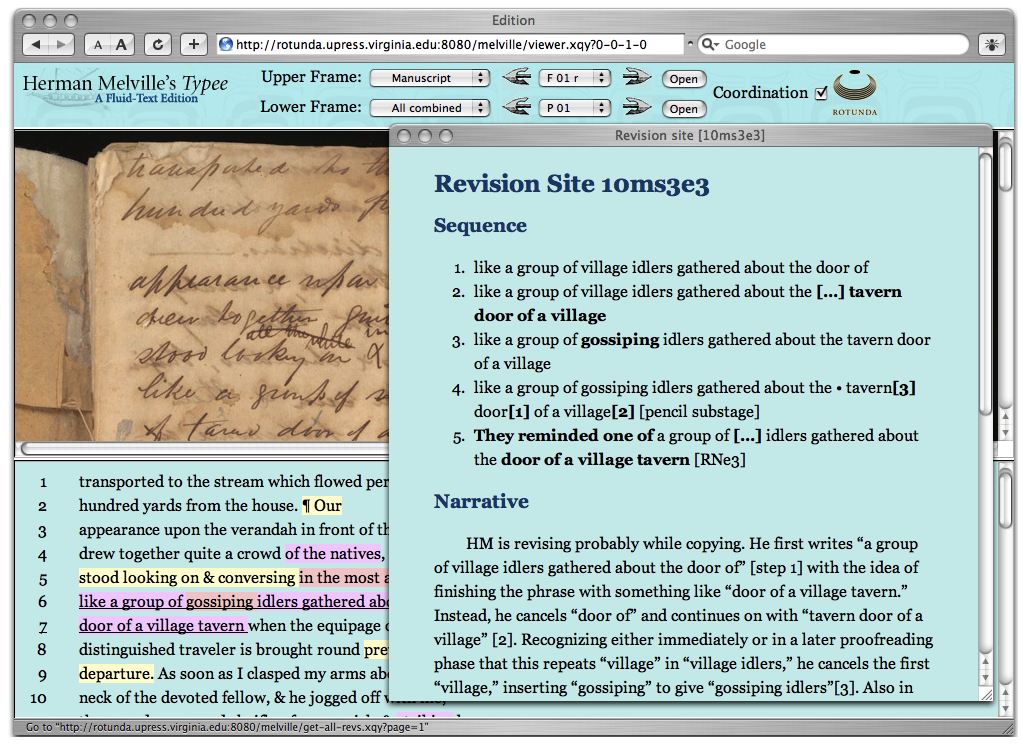 Edition
http://rotunda.upress.virginia.edu:8080/melville/viewer.xqy?0-0-1-0
Google
A A
Herman Melville's Typee
A Fluid-Text Edition
Upper Frame: Manuscript F 01 r Open
Lower Frame: All combined P 01 Open
Coordination
ROTUNDA
transported to the
hundred yards
appearance upon
drew together
all the while
stood looking on
like a group of
of tavern door of a
1 transported to the stream which flowed per
2 hundred yards from the house. ¶ Our
3 appearance upon the verandah in front of th
4 drew together quite a crowd of the natives,
5 stood looking on & conversing in the most a
6 like a group of gossiping idlers gathered abo
7 door of a village tavern when the equipage o
8 distinguished traveler is brought round pre
9 departure. As soon as I clasped my arms abo
10 neck of the devoted fellow, & he jogged off with me,
Revision site [10ms3e3]
Revision Site 10ms3e3
Sequence
1. like a group of village idlers gathered about the door of
2. like a group of village idlers gathered about the [...] tavern
door of a village
3. like a group of gossiping idlers gathered about the tavern door
of a village
4. like a group of gossiping idlers gathered about the • tavern[3]
door[1] of a village[2] [pencil substage]
5. They reminded one of a group of [...] idlers gathered about
the door of a village tavern [RNe3]
Narrative
HM is revising probably while copying. He first writes “a group
of village idlers gathered about the door of” [step 1] with the idea of
finishing the phrase with something like “door of a village tavern.”
Instead, he cancels “door of” and continues on with “tavern door of a
village” [2]. Recognizing either immediately or in a later proofreading
phase that this repeats “village” in “village idlers,” he cancels the first
“village,” inserting “gossiping” to give “gossiping idlers”[3]. Also in
Go to “http://rotunda.upress.virginia.edu:8080/melville/get-all-revs.xqy?page=1”